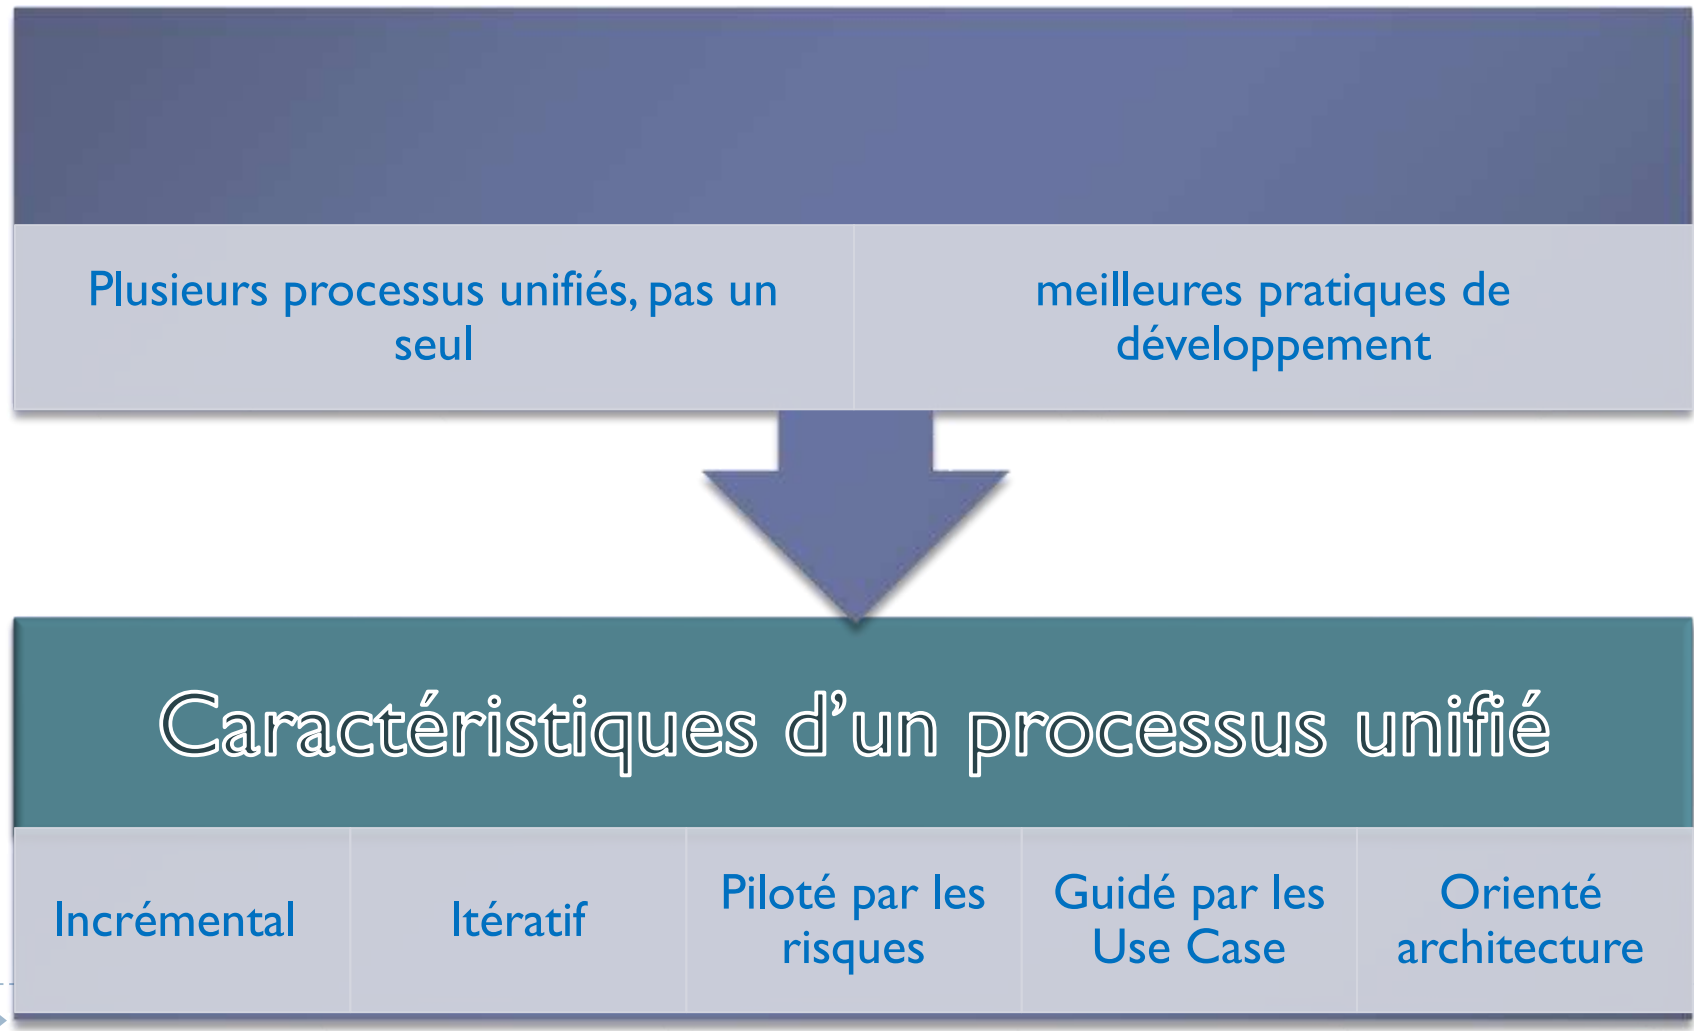 Plusieurs processus unifiés, pas un
seul
meilleures pratiques de
développement
Caractéristiques d’un processus unifié
Incrémental
Itératif
Piloté par les
risques
Guidé par les
Use Case
Orienté
architecture